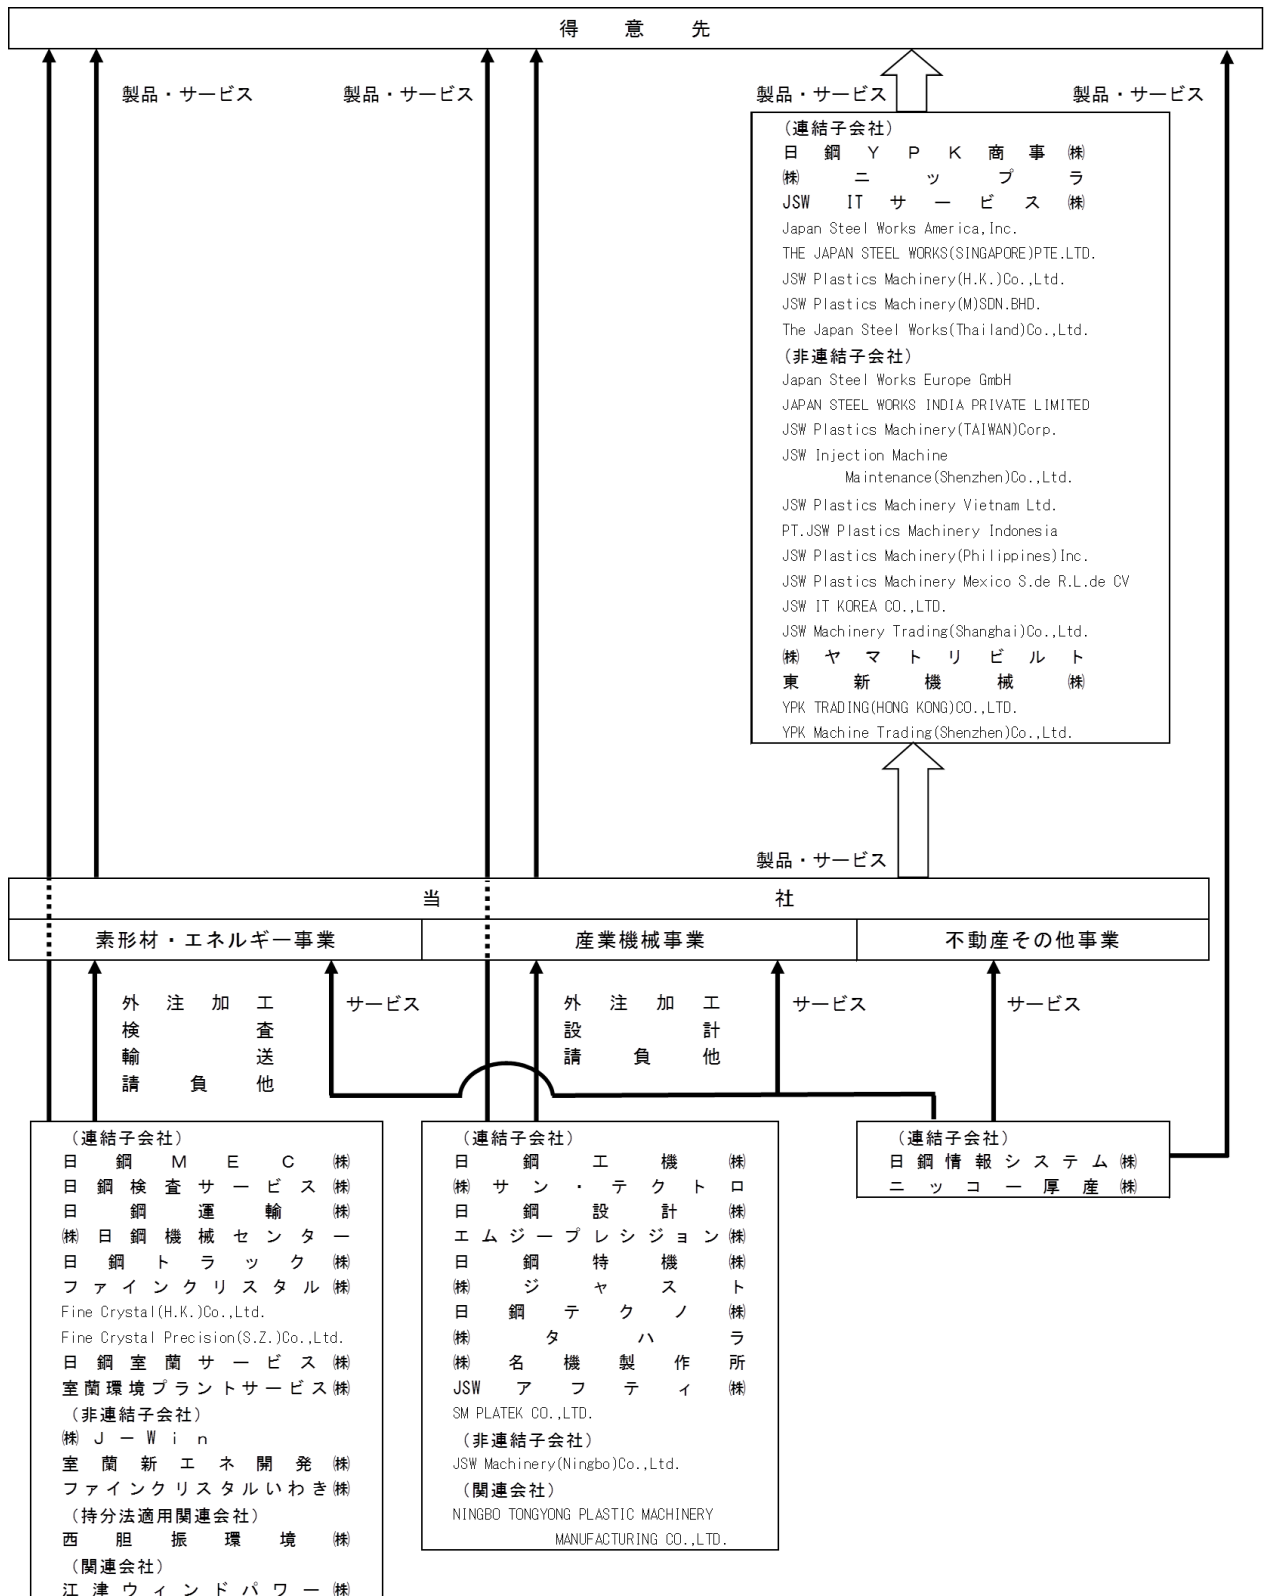 得意先
製品・サービス
製品・サービス
製品・サービス
製品・サービス
（連結子会社）
日鋼ＹＰＫ商事㈱
㈱ニップラ
JSW ITサービス㈱
Japan Steel Works America,Inc.
THE JAPAN STEEL WORKS(SINGAPORE)PTE.LTD.
JSW Plastics Machinery(H.K.)Co.,Ltd.
JSW Plastics Machinery(M)SDN.BHD.
The Japan Steel Works(Thailand)Co.,Ltd.
（非連結子会社）
Japan Steel Works Europe GmbH
JAPAN STEEL WORKS INDIA PRIVATE LIMITED
JSW Plastics Machinery(TAIWAN)Corp.
JSW Injection Machine
Maintenance(Shenzhen)Co.,Ltd.
JSW Plastics Machinery Vietnam Ltd.
PT.JSW Plastics Machinery Indonesia
JSW Plastics Machinery(Philippines)Inc.
JSW Plastics Machinery Mexico S.de R.L.de CV
JSW IT KOREA CO.,LTD.
JSW Machinery Trading(Shanghai)Co.,Ltd.
㈱ヤマトリビルト
東新機械㈱
YPK TRADING(HONG KONG)CO.,LTD.
YPK Machine Trading(Shenzhen)Co.,Ltd.
製品・サービス
当社
素形材・エネルギー事業
産業機械事業
不動産その他事業
外注加工
検査
輸送
請負他
サービス
外注加工
設計
請負他
サービス
サービス
（連結子会社）
日鋼ＭＥＣ㈱
日鋼検査サービス㈱
日鋼運輸㈱
㈱日鋼機械センター
日鋼トラック㈱
ファインクリスタル㈱
Fine Crystal(H.K.)Co.,Ltd.
Fine Crystal Precision(S.Z.)Co.,Ltd.
日鋼室蘭サービス㈱
室蘭環境プラントサービス㈱
（非連結子会社）
㈱Ｊ－Ｗｉｎ
室蘭新エネ開発㈱
ファインクリスタルいわき㈱
（持分法適用関連会社）
西胆振環境㈱
（関連会社）
江津ウィンドパワー㈱
（連結子会社）
日鋼工機㈱
㈱サン・テクトロ
日鋼設計㈱
エムジープレシジョン㈱
日鋼特機㈱
㈱ジャスト
日鋼テクノ㈱
㈱タハラ
㈱名機製作所
JSWアフティ㈱
SM PLATEK CO.,LTD.
（非連結子会社）
JSW Machinery(Ningbo)Co.,Ltd.
（関連会社）
NINGBO TONGYONG PLASTIC MACHINERY
MANUFACTURING CO.,LTD.
（連結子会社）
日鋼情報システム㈱
ニッコー厚産㈱